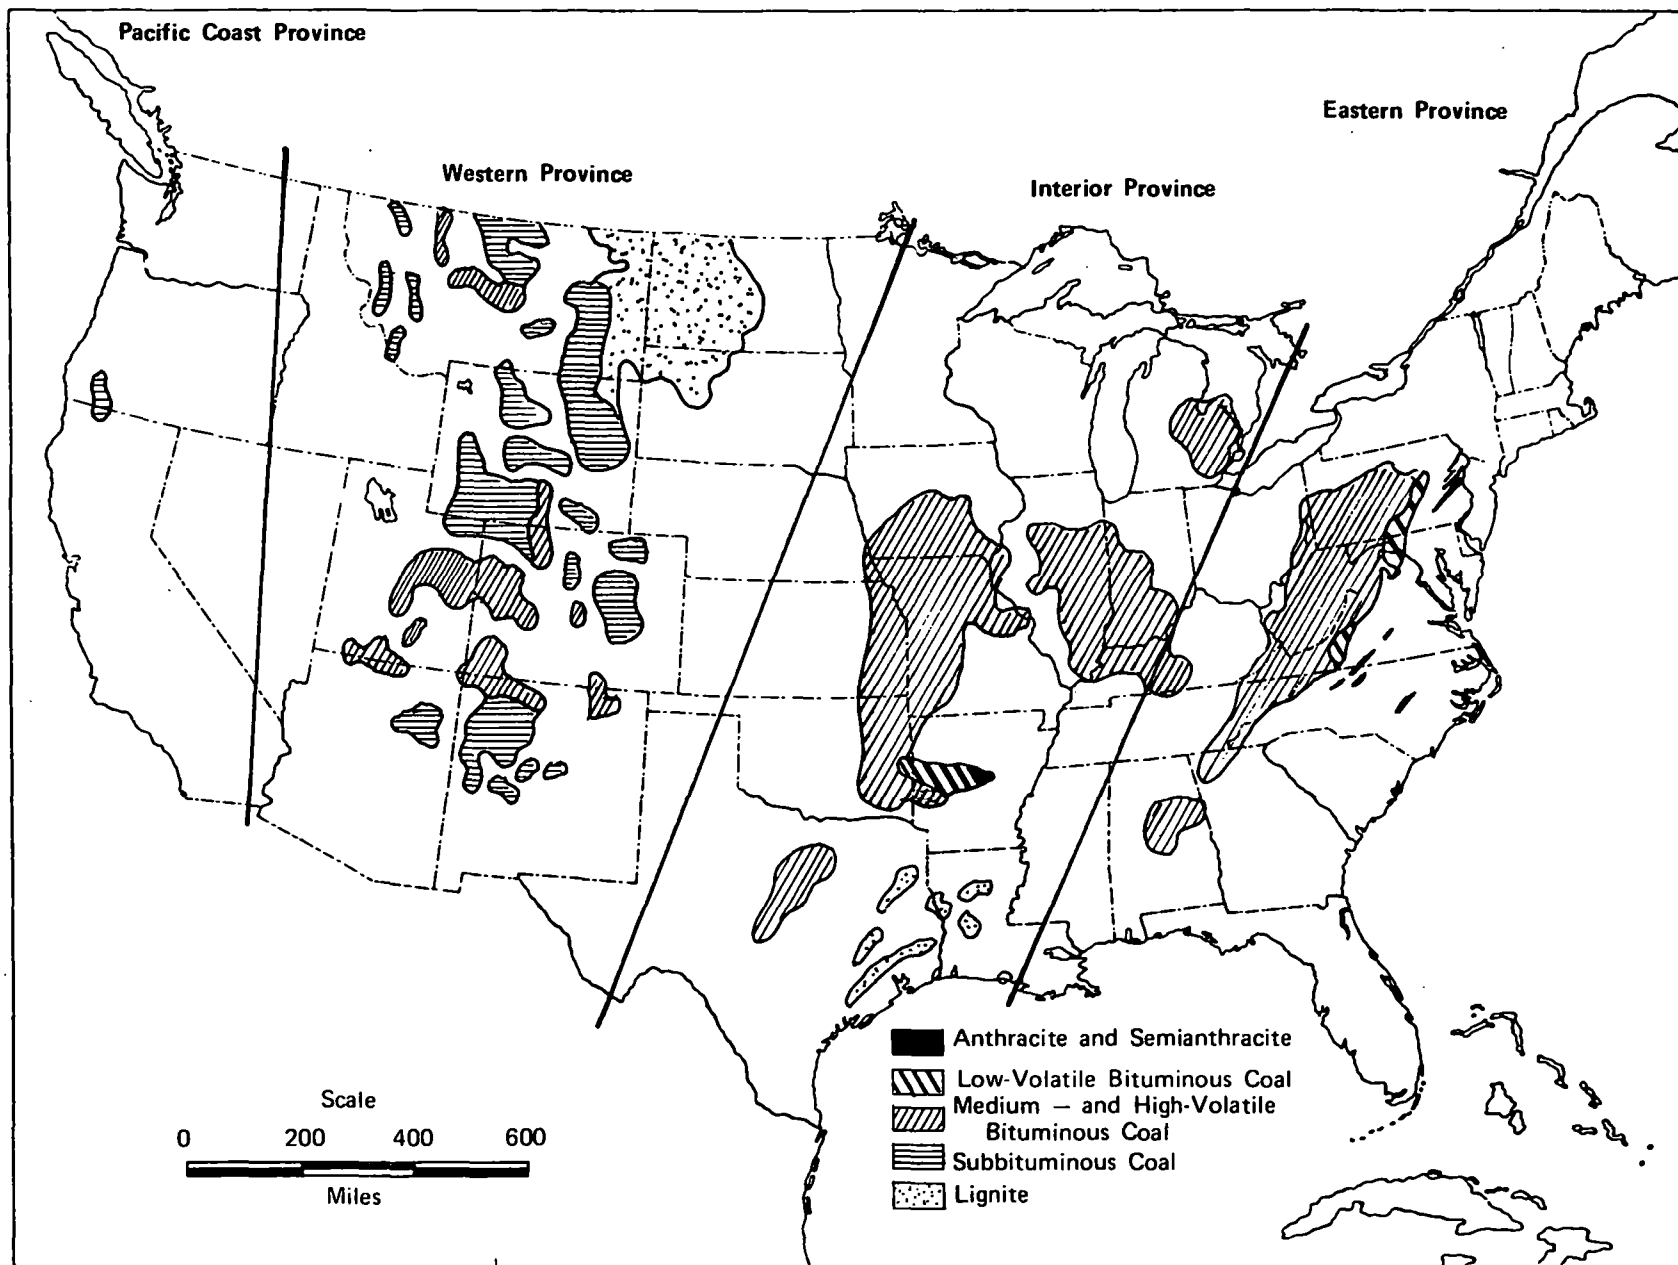 Pacific Coast Province
Eastern Province
Western Province
Interior Province
Anthracite and Semianthracite
Low-Volatile Bituminous Coal
Medium — and High-Volatile
Bituminous Coal
Subbituminous Coal
Lignite
Scale
0 200 400 600
Miles